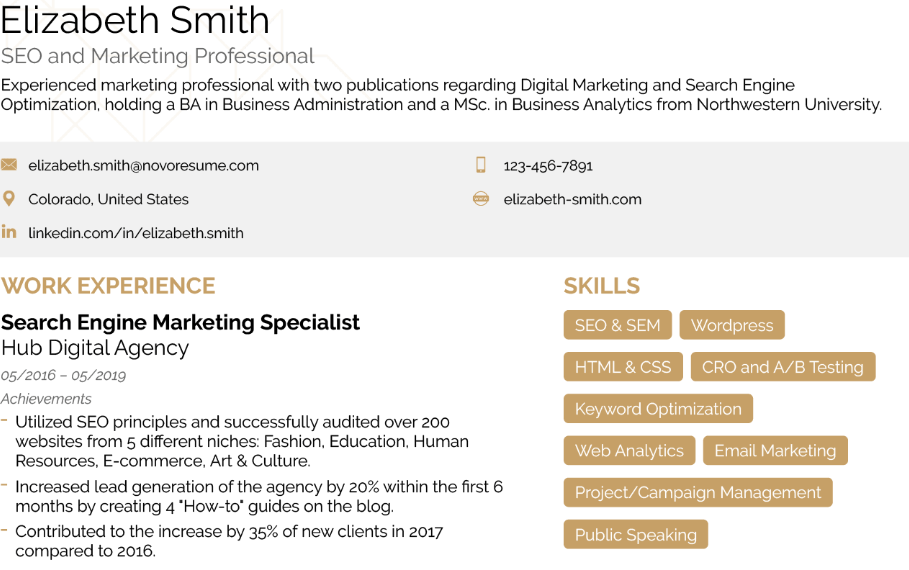 Elizabeth Smith
SEO and Marketing Professional
Experienced marketing professional with two publications regarding Digital Marketing and Search Engine
Optimization, holding a BA in Business Administration and a MSc. in Business Analytics from Northwestern University.
elizabeth.smith@novoresume.com
123-456-7891
Colorado, United States
www
elizabeth-smith.com
in
linkedin.com/in/elizabeth.smith
WORK EXPERIENCE
Search Engine Marketing Specialist
Hub Digital Agency
05/2016 – 05/2019
Achievements
- Utilized SEO principles and successfully audited over 200
websites from 5 different niches: Fashion, Education, Human
Resources, E-commerce, Art & Culture.
- Increased lead generation of the agency by 20% within the first 6
months by creating 4 "How-to" guides on the blog.
- Contributed to the increase by 35% of new clients in 2017
compared to 2016.
SKILLS
SEO & SEM
Wordpress
HTML & CSS
CRO and A/B Testing
Keyword Optimization
Web Analytics
Email Marketing
Project/Campaign Management
Public Speaking